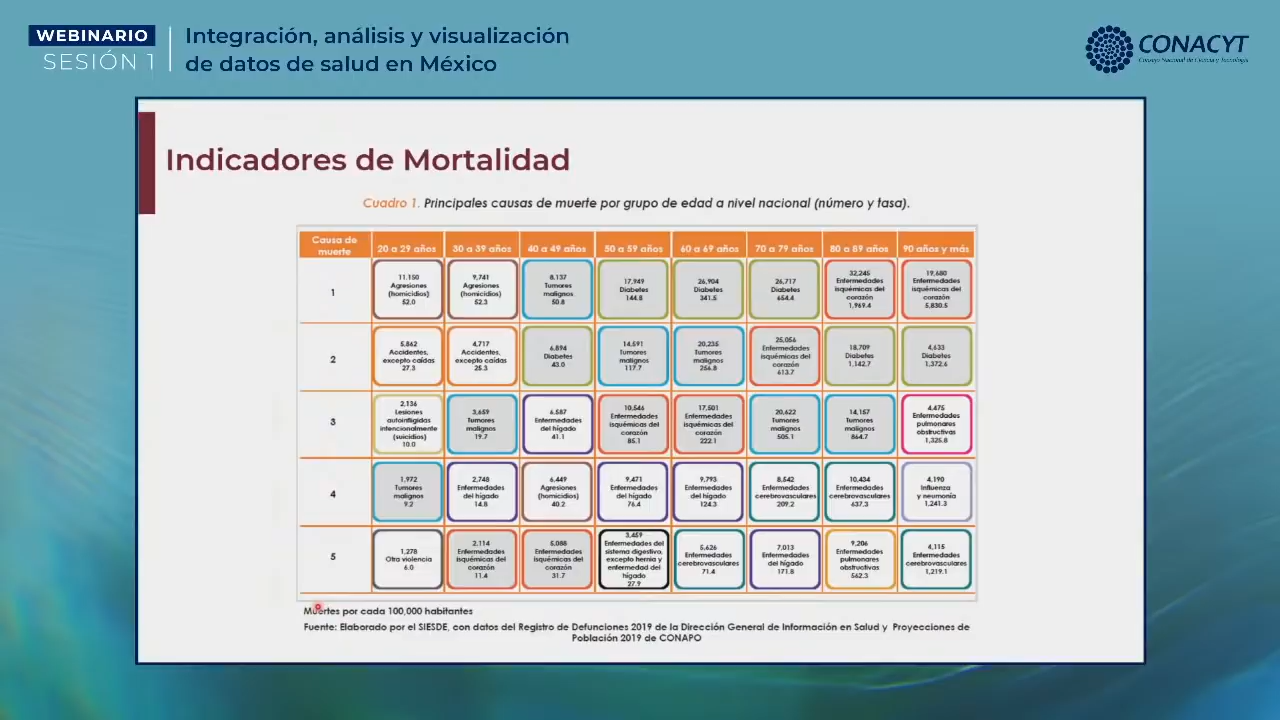 WEBINARIO
SESIÓN 1
Integración, análisis y visualización
de datos de salud en México
CONACYT
Consejo Nacional de Ciencia y Tecnología
Indicadores de Mortalidad
Cuadro 1. Principales causas de muerte por grupo de edad a nivel nacional (número y tasa).
Causa de
muerte
20 a 29 años
30 a 39 años
40 a 49 años
50 a 59 años
60 a 69 años
70 a 79 años
80 a 89 años
90 años y más
1
11,150
Agresiones
(homicidios)
52.0
9,741
Agresiones
(homicidios)
52.3
8,137
Tumores
malignos
50.8
17,949
Diabetes
144.8
26,904
Diabetes
341.5
26,717
Diabetes
654.4
32,245
Enfermedades
isquémicas del
corazón
1,969.4
19,680
Enfermedades
isquémicas del
corazón
5,830.5
2
5,862
Accidentes,
excepto caídas
27.3
4,717
Accidentes,
excepto caídas
25.3
6,894
Diabetes
43.0
14,591
Tumores
malignos
117.7
20,235
Tumores
malignos
256.8
25,056
Enfermedades
isquémicas del
corazón
613.7
18,709
Diabetes
1,142.7
4,633
Diabetes
1,372.6
3
2,136
Lesiones
autoinfligidas
intencionalmente
(suicidios)
10.0
3,659
Tumores
malignos
19.7
6,587
Enfermedades
del hígado
41.1
10,546
Enfermedades
isquémicas del
corazón
85.1
17,501
Enfermedades
isquémicas del
corazón
222.1
20,622
Tumores
malignos
505.1
14,157
Tumores
malignos
864.7
4,475
Enfermedades
pulmonares
obstructivas
1,325.8
4
1,972
Tumores
malignos
9.2
2,748
Enfermedades
del hígado
14.8
6,449
Agresiones
(homicidios)
40.2
9,471
Enfermedades
del hígado
76.4
9,793
Enfermedades
del hígado
124.3
8,542
Enfermedades
cerebrovasculares
209.2
10,434
Enfermedades
cerebrovasculares
637.3
4,190
Influenza
y neumonía
1,241.3
5
1,278
Otra violencia
6.0
2,114
Enfermedades
isquémicas del
corazón
11.4
5,088
Enfermedades
isquémicas del
corazón
31.7
3,459
Enfermedades del
sistema digestivo,
excepto hernia y
enfermedad del
hígado
27.9
5,626
Enfermedades
cerebrovasculares
71.4
7,013
Enfermedades
del hígado
171.8
9,206
Enfermedades
pulmonares
obstructivas
562.3
4,115
Enfermedades
cerebrovasculares
1,219.1
Muertes por cada 100,000 habitantes
Fuente: Elaborado por el SIESDE, con datos del Registro de Defunciones 2019 de la Dirección General de Información en Salud y Proyecciones de
Población 2019 de CONAPO